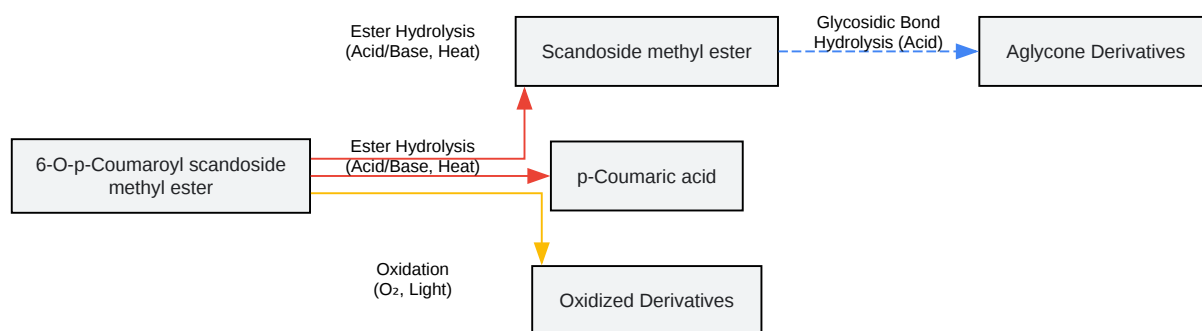 Ester Hydrolysis
(Acid/Base, Heat)
Scandoside methyl ester
Glycosidic Bond
Hydrolysis (Acid)
Aglycone Derivatives
6-O-p-Coumaroyl scandoside
methyl ester
Ester Hydrolysis
(Acid/Base, Heat)
p-Coumaric acid
Oxidation
(O₂, Light)
Oxidized Derivatives